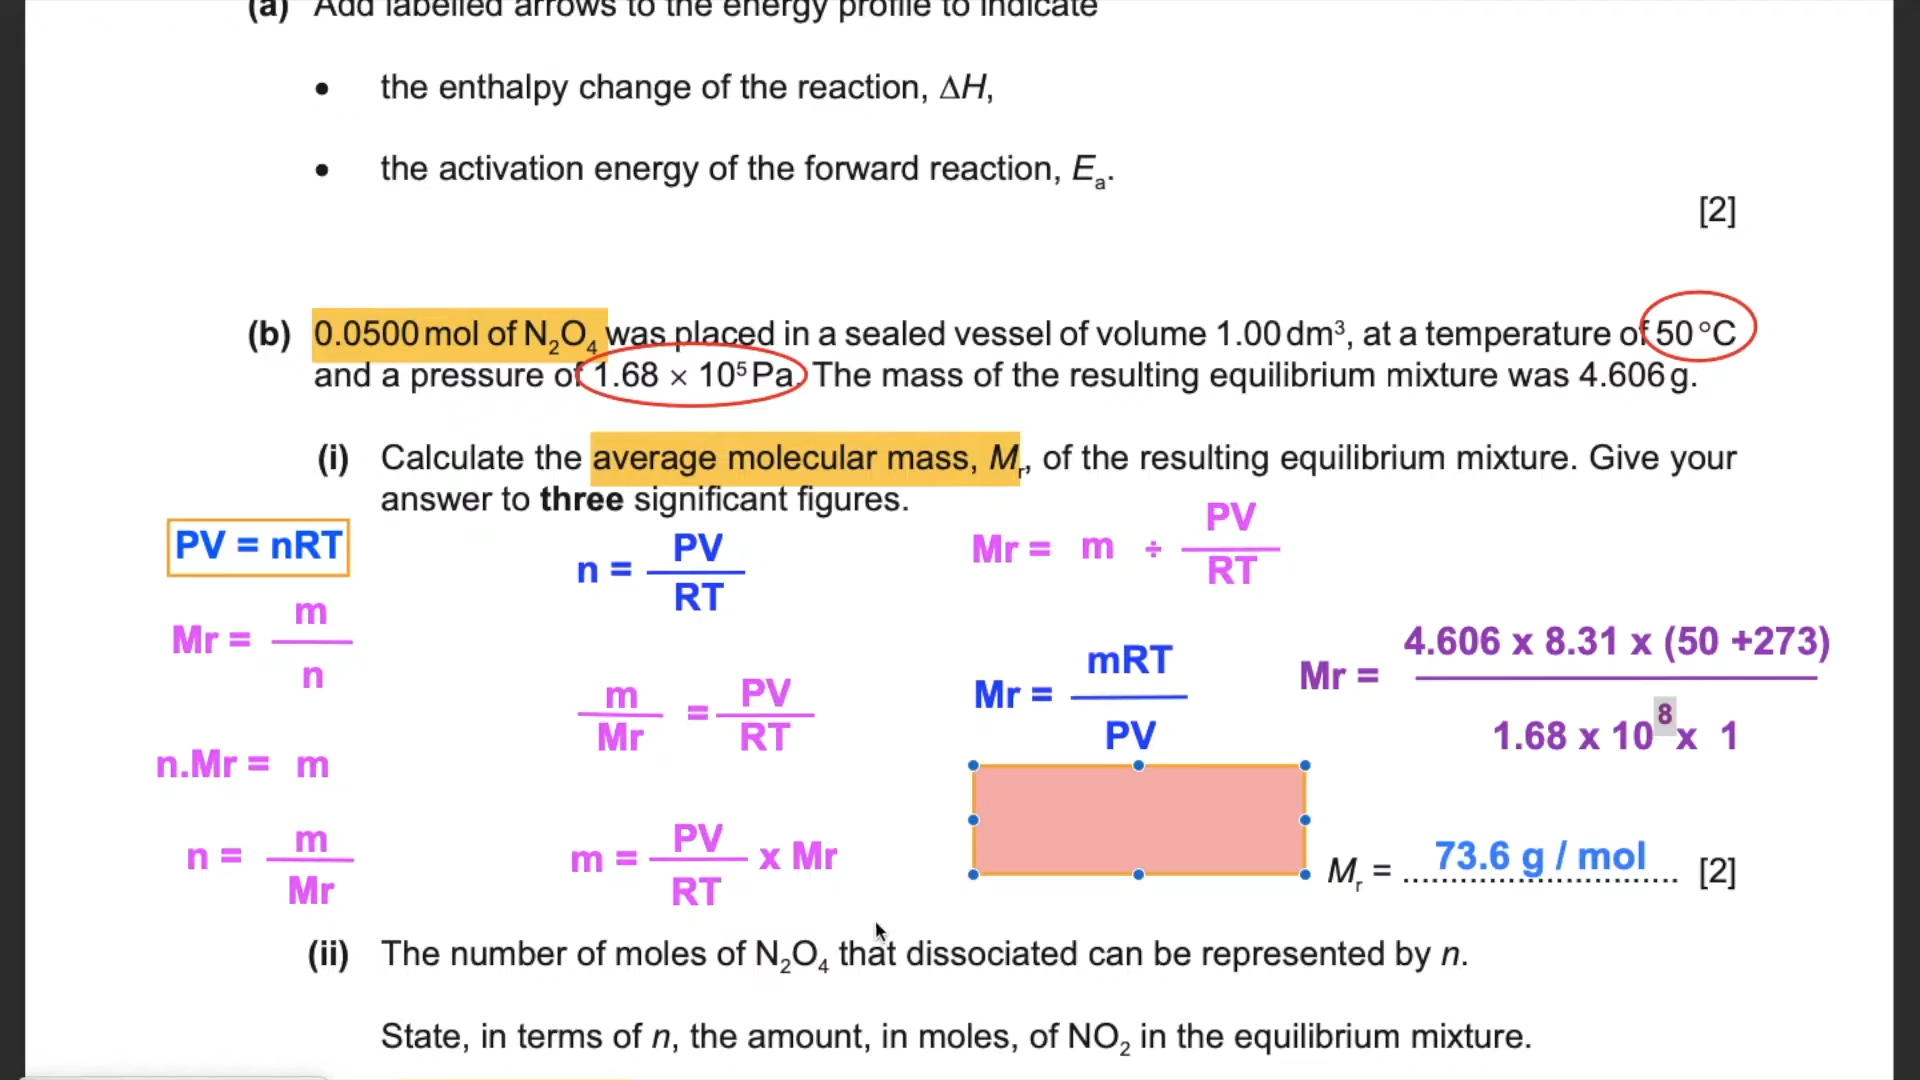 (a) Add labelled arrows to the energy profile to indicate
• the enthalpy change of the reaction, ΔH,
• the activation energy of the forward reaction, Eₐ.
[2]
(b) 0.0500 mol of N₂O₄ was placed in a sealed vessel of volume 1.00 dm³, at a temperature of 50 °C
and a pressure of 1.68 × 10⁵ Pa. The mass of the resulting equilibrium mixture was 4.606 g.
(i) Calculate the average molecular mass, Mᵣ, of the resulting equilibrium mixture. Give your
answer to three significant figures.
PV = nRT
Mr = m
n
n.Mr = m
n = m
Mr
n = PV
RT
m = PV
Mr RT
m = PV x Mr
RT
Mr = m ÷ PV
RT
Mr = mRT
PV
Mr = 4.606 x 8.31 x (50 +273)
1.68 x 10⁸ x 1
Mᵣ = 73.6 g / mol [2]
(ii) The number of moles of N₂O₄ that dissociated can be represented by n.
State, in terms of n, the amount, in moles, of NO₂ in the equilibrium mixture.